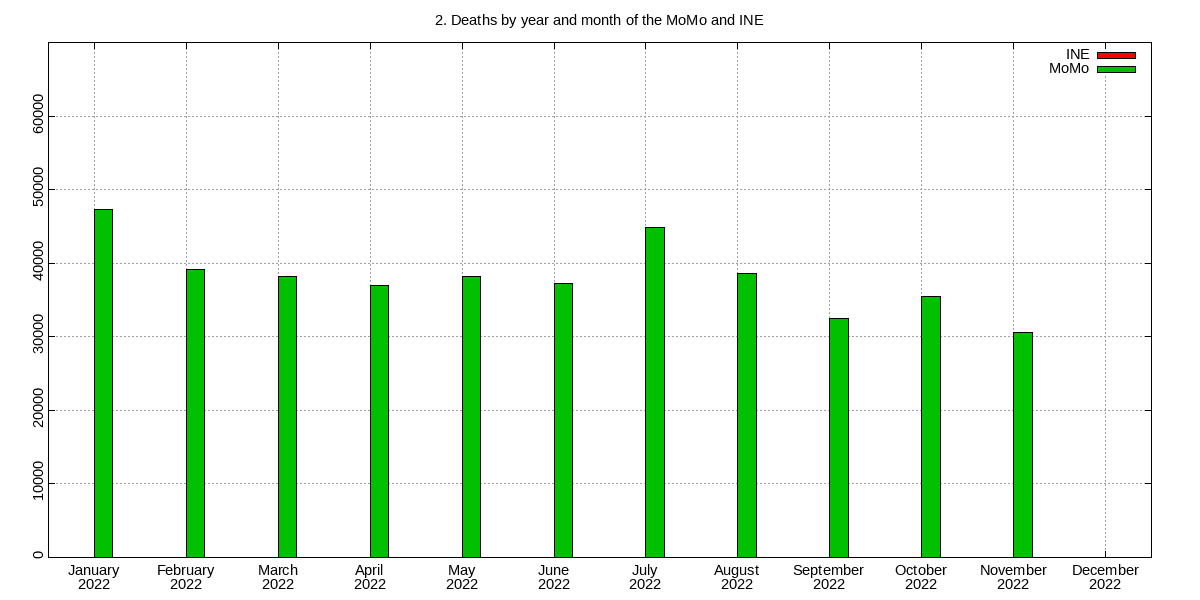 2. Deaths by year and month of the MoMo and INE
INE
MoMo
60000
50000
40000
30000
20000
10000
0
January February March April May June July August September October November December
2022 2022 2022 2022 2022 2022 2022 2022 2022 2022 2022 2022